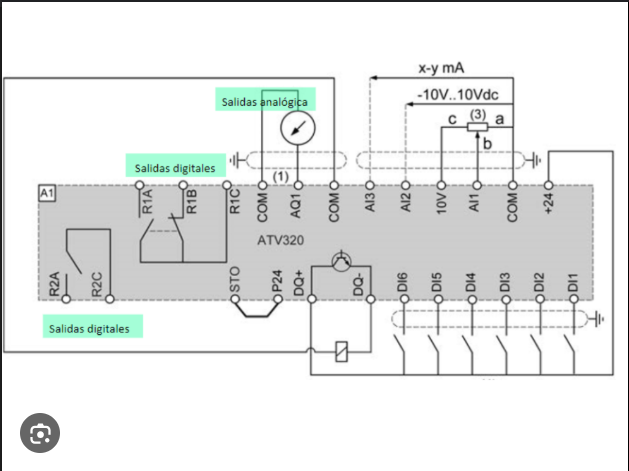 x-y mA
-10V..10Vdc
Salidas analógica
c (3) a
b
Salidas digitales
(1)
A1
R1A
R1B
R1C
COM
AQ1
COM
AI3
AI2
10V
AI1
COM
+24
ATV320
R2A
R2C
STO
P24
DQ+
DQ-
DI6
DI5
DI4
DI3
DI2
DI1
Salidas digitales